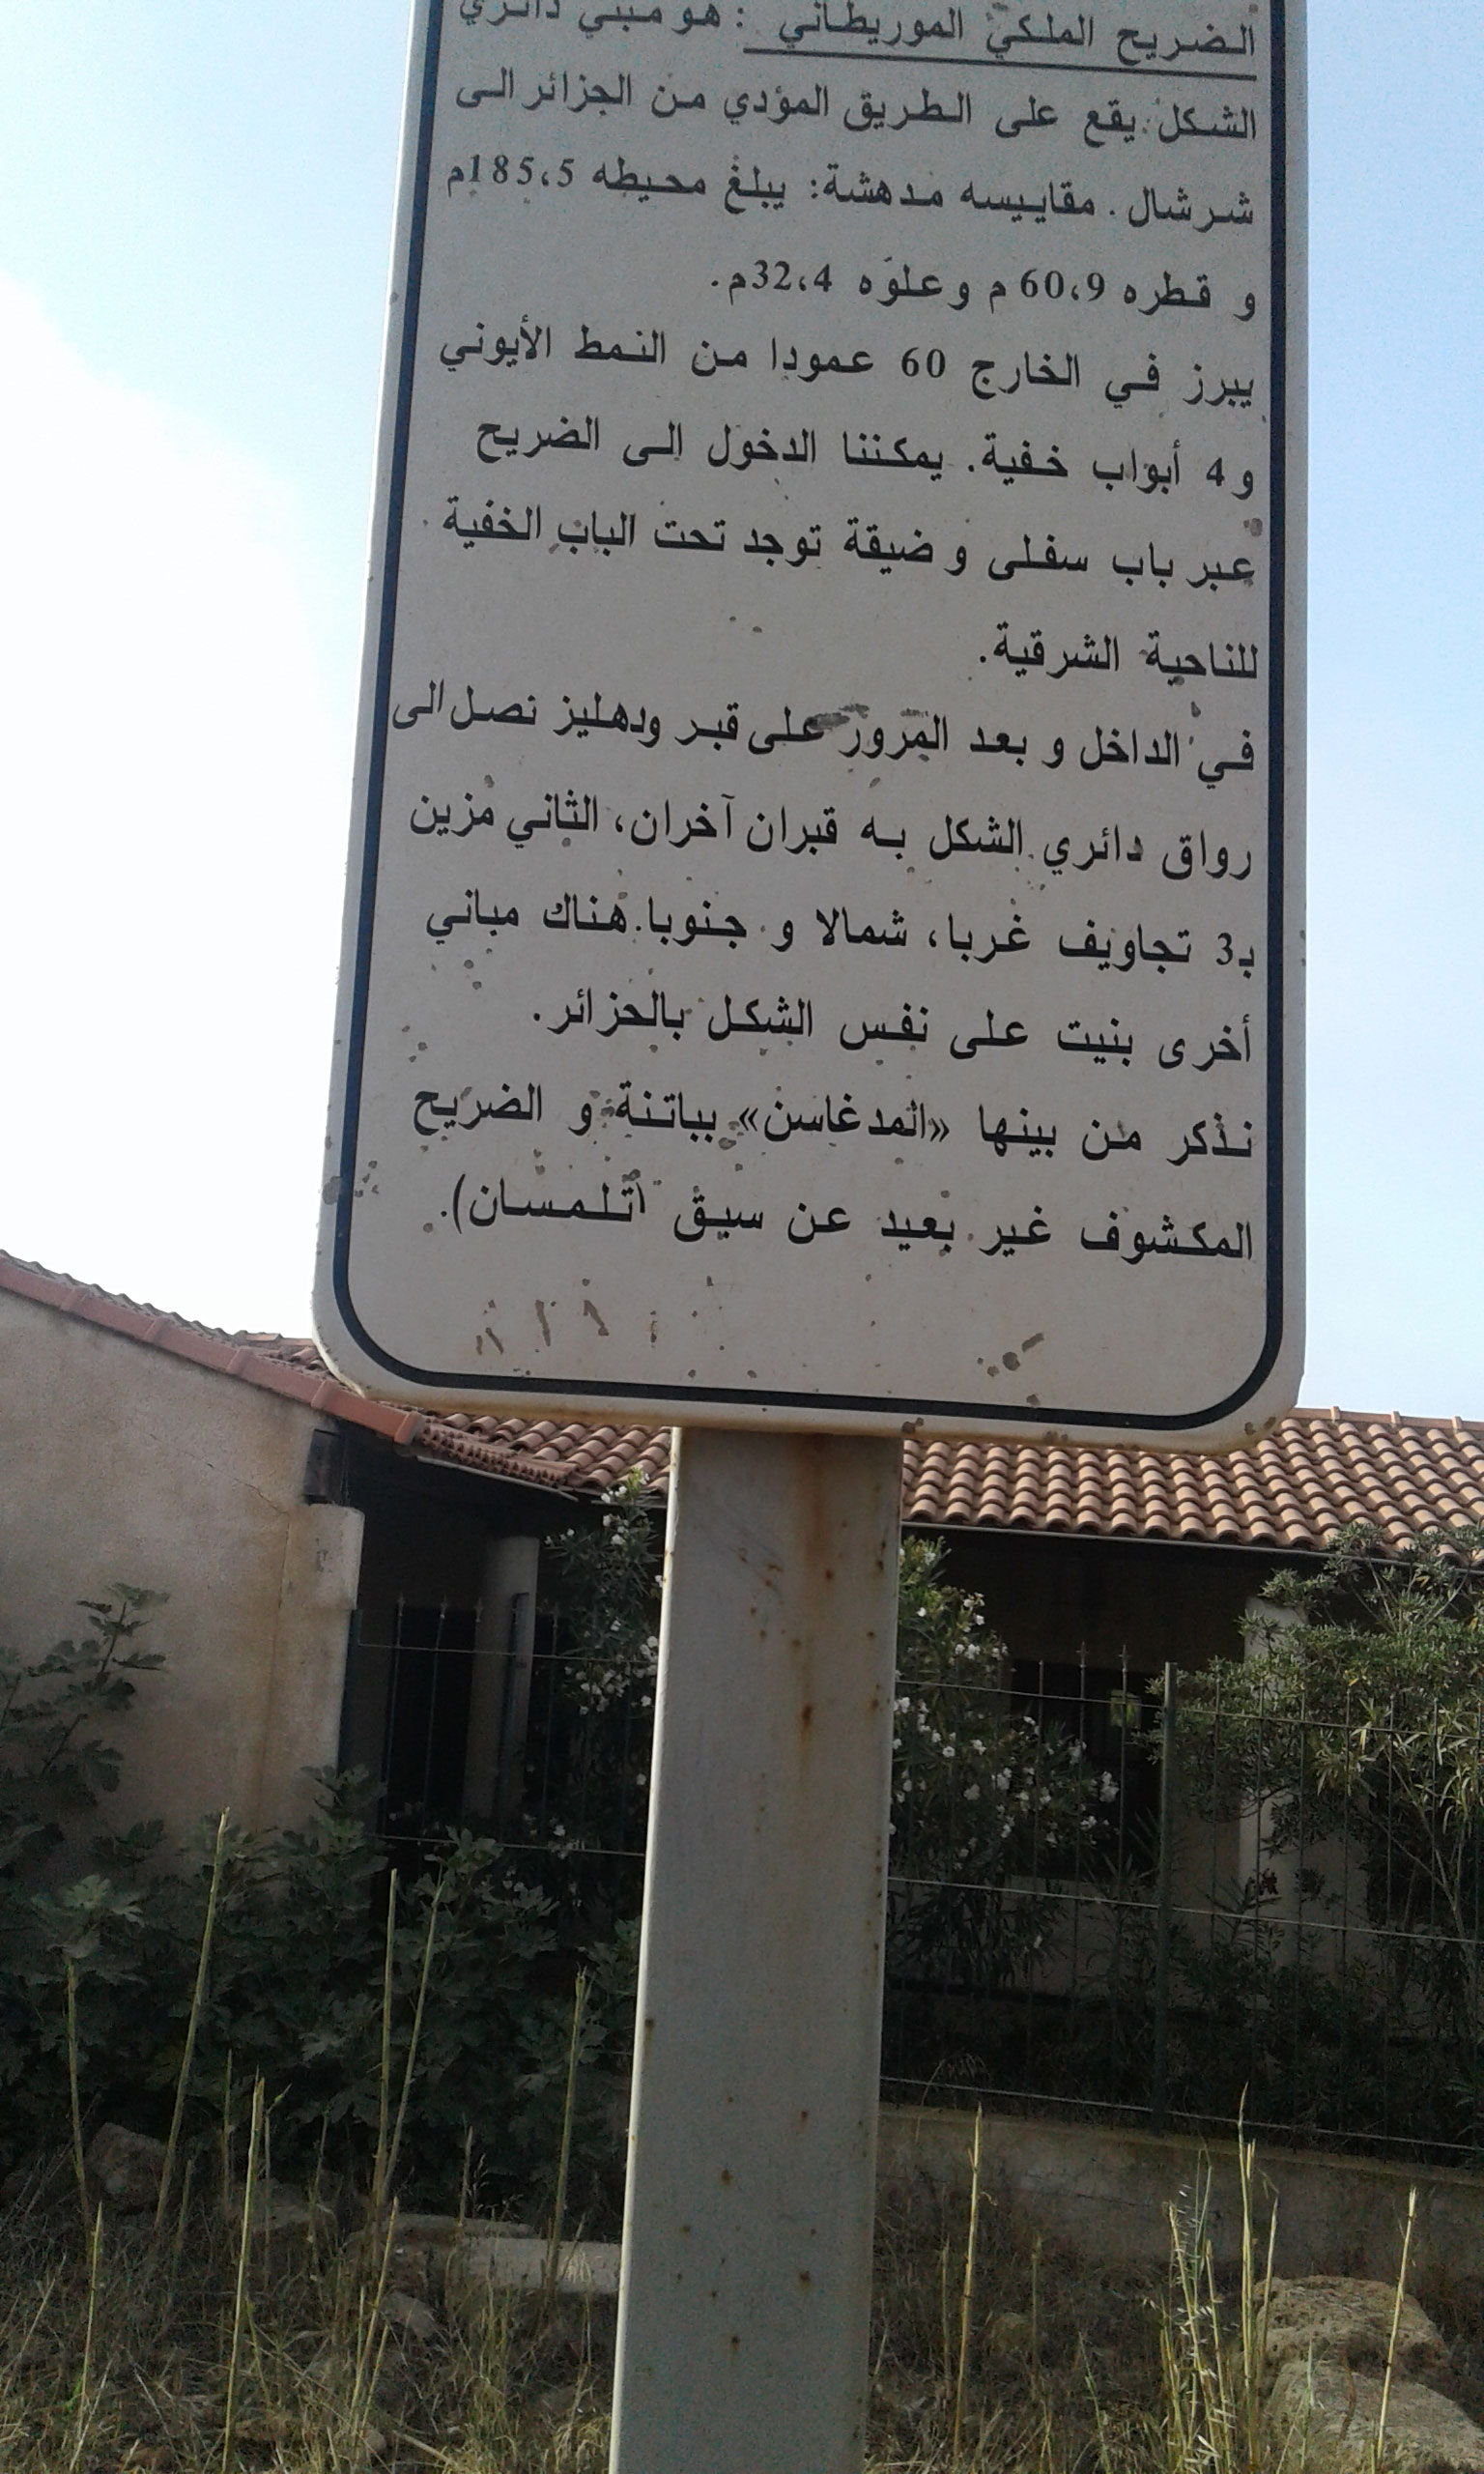 الضريح الملكي الموريطاني : هو مبني دائري
الشكل يقع على الطريق المؤدي من الجزائر الى
شرشال . مقاييسه مدهشة: يبلغ محيطه 185،5م
و قطره 60،9 م وعلوه 32،4م.
يبرز في الخارج 60 عمودا من النمط الأيوني
و 4 أبواب خفية. يمكننا الدخول إلى الضريح
عبر باب سفلى و ضيقة توجد تحت الباب الخفية
للناحية الشرقية.
في الداخل و بعد المرور على قبر ودهليز نصل الى
رواق دائري الشكل به قبران آخران، الثاني مزين
بـ3 تجاويف غربا، شمالا و جنوبا. هناك مباني
أخرى بنيت على نفس الشكل بالحزائر.
نذكر من بينها «المدغاسن» بباتنة و الضريح
المكشوف غير بعيد عن سيق (تلمسان).